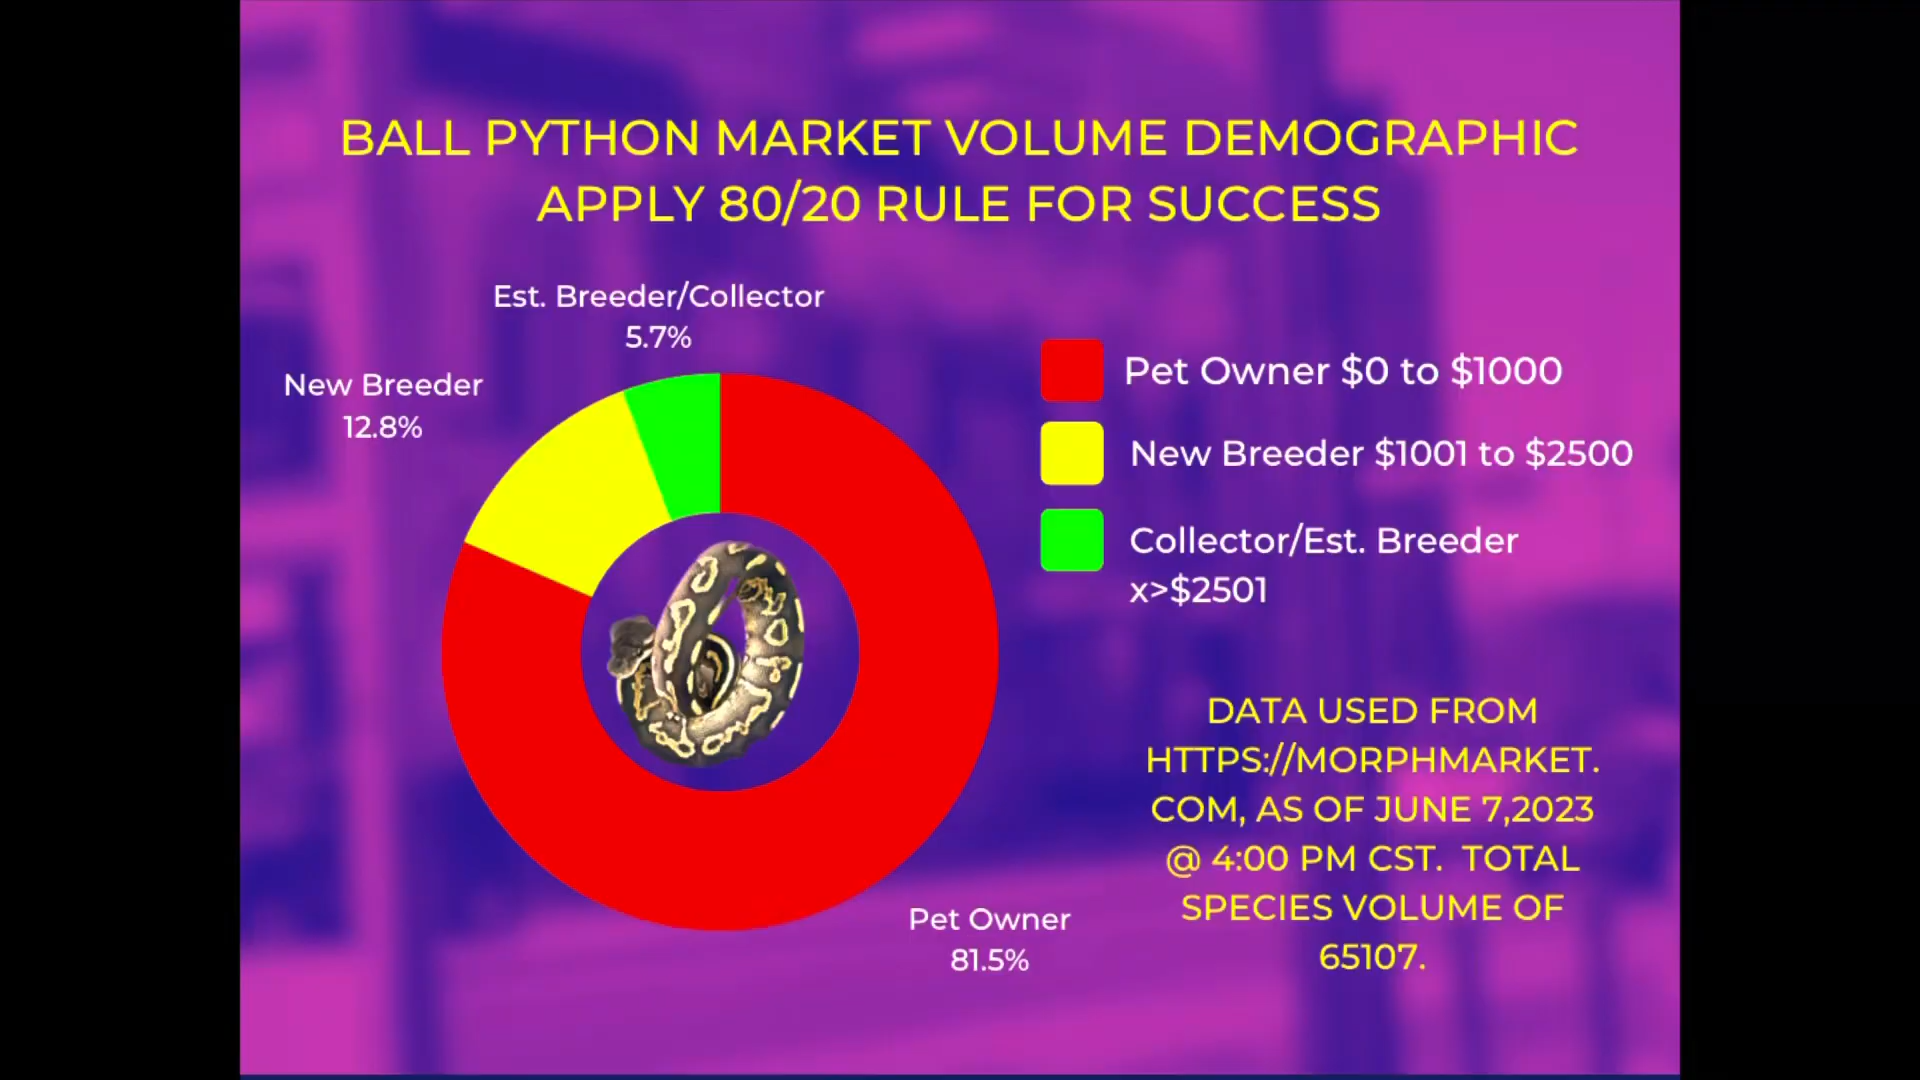 BALL PYTHON MARKET VOLUME DEMOGRAPHIC
APPLY 80/20 RULE FOR SUCCESS
Est. Breeder/Collector
5.7%
New Breeder
12.8%
Pet Owner $0 to $1000
New Breeder $1001 to $2500
Collector/Est. Breeder
x>$2501
DATA USED FROM
HTTPS://MORPHMARKET.
COM, AS OF JUNE 7,2023
@ 4:00 PM CST. TOTAL
SPECIES VOLUME OF
65107.
Pet Owner
81.5%